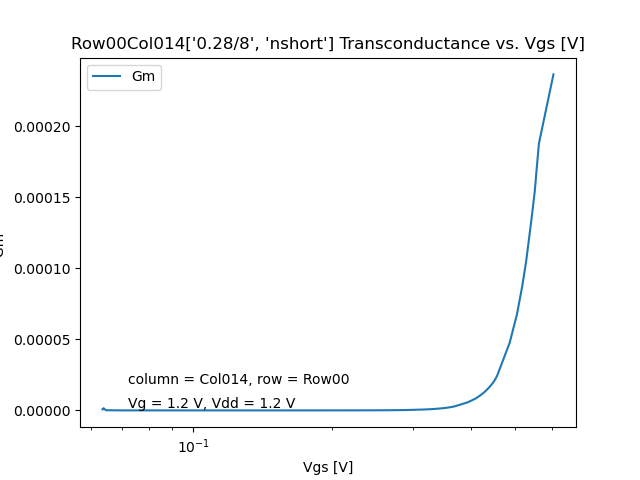 Row00Col014['0.28/8', 'nshort'] Transconductance vs. Vgs [V]
Gm
0.00020
0.00015
0.00010
0.00005
0.00000
column = Col014, row = Row00
Vg = 1.2 V, Vdd = 1.2 V
10⁻¹
Vgs [V]